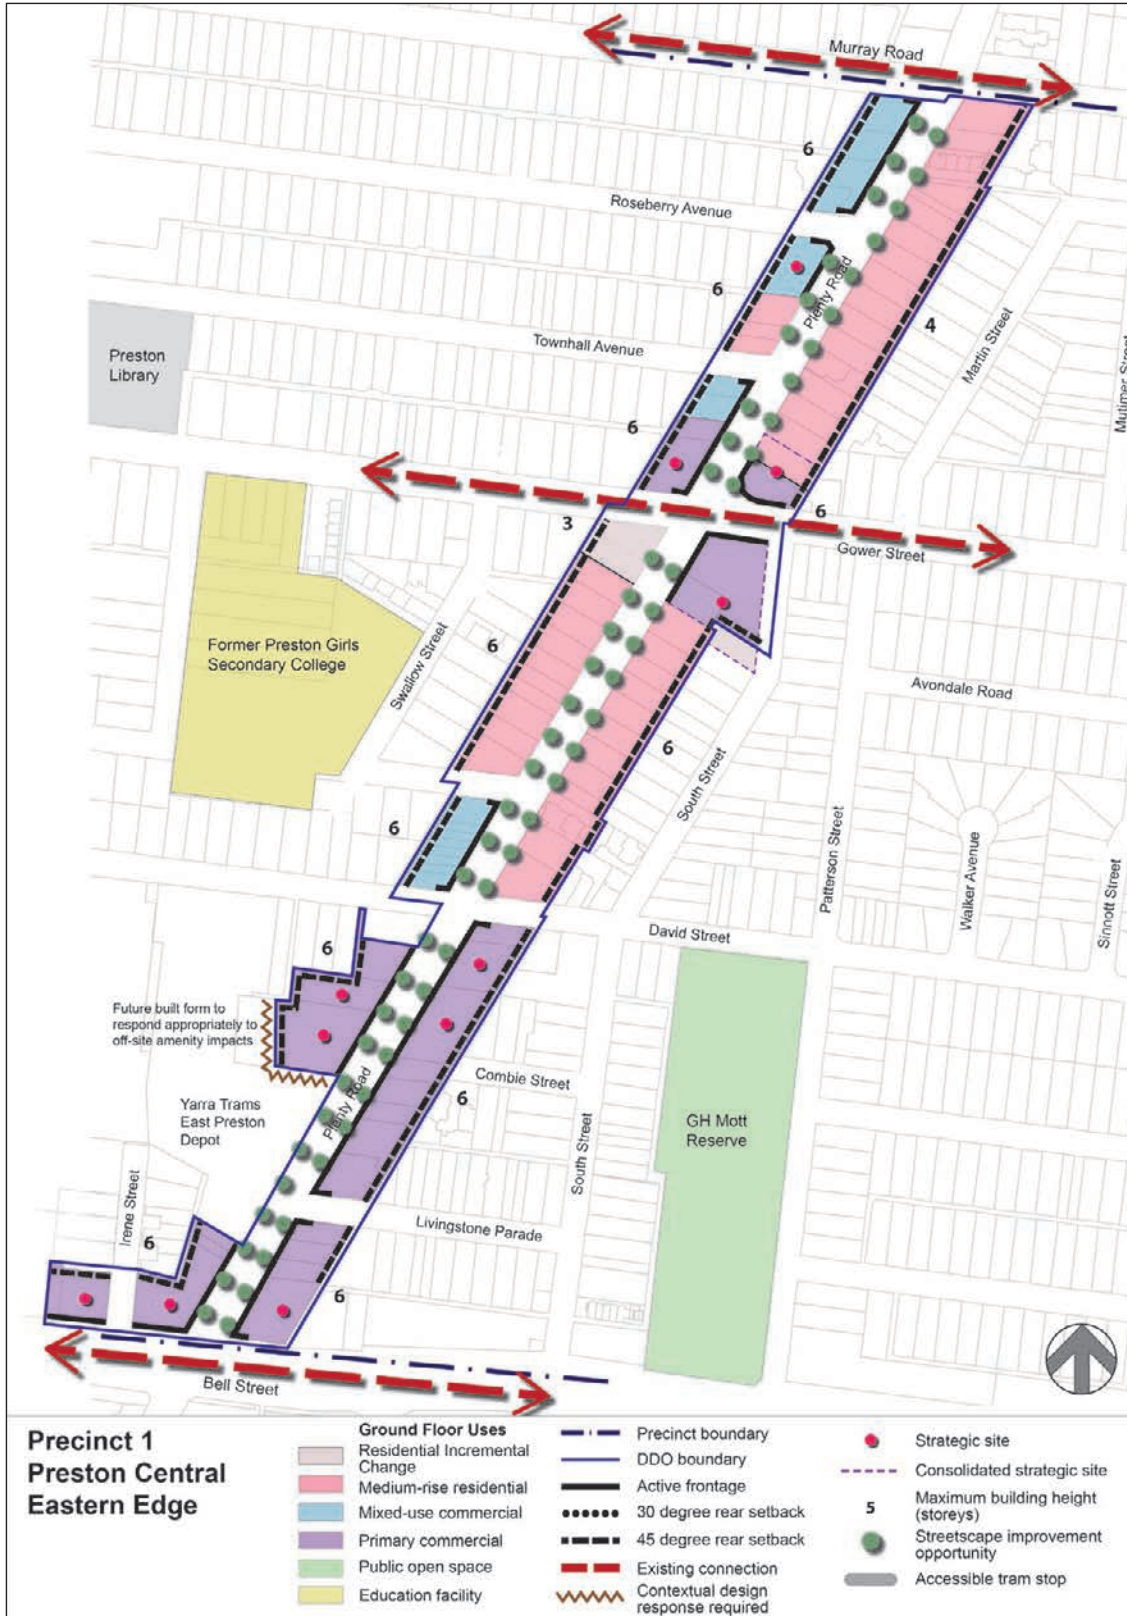 Murray Road
6
Roseberry Avenue
6
Plenty Road
4
Martin Street
Mutimer Street
Townhall Avenue
Preston
Library
6
6
3
Gower Street
Former Preston Girls
Secondary College
Swallow Street
6
Avondale Road
6
South Street
6
Patterson Street
Walker Avenue
Sinnott Street
David Street
6
Future built form to
respond appropriately to
off-site amenity impacts
Combie Street
6
Plenty Road
Yarra Trams
East Preston
Depot
GH Mott
Reserve
South Street
Irene Street
6
Livingstone Parade
6
Bell Street
Precinct 1
Preston Central
Eastern Edge
Ground Floor Uses
Residential Incremental
Change
Medium-rise residential
Mixed-use commercial
Primary commercial
Public open space
Education facility
Precinct boundary
DDO boundary
Active frontage
30 degree rear setback
45 degree rear setback
Existing connection
Contextual design
response required
Strategic site
Consolidated strategic site
5
Maximum building height
(storeys)
Streetscape improvement
opportunity
Accessible tram stop